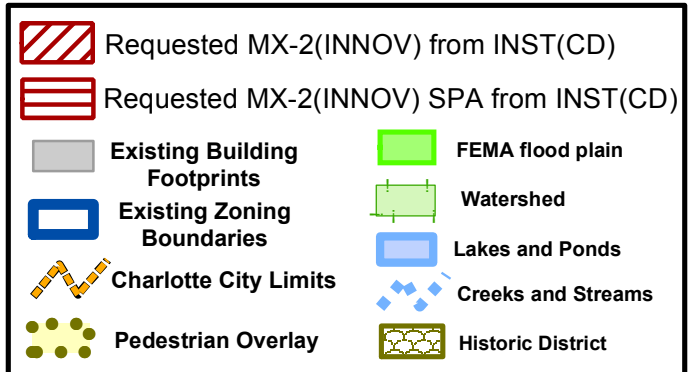 Requested MX-2(INNOV) from INST(CD)
Requested MX-2(INNOV) SPA from INST(CD)
Existing Building
Footprints
Existing Zoning
Boundaries
Charlotte City Limits
Pedestrian Overlay
FEMA flood plain
Watershed
Lakes and Ponds
Creeks and Streams
Historic District